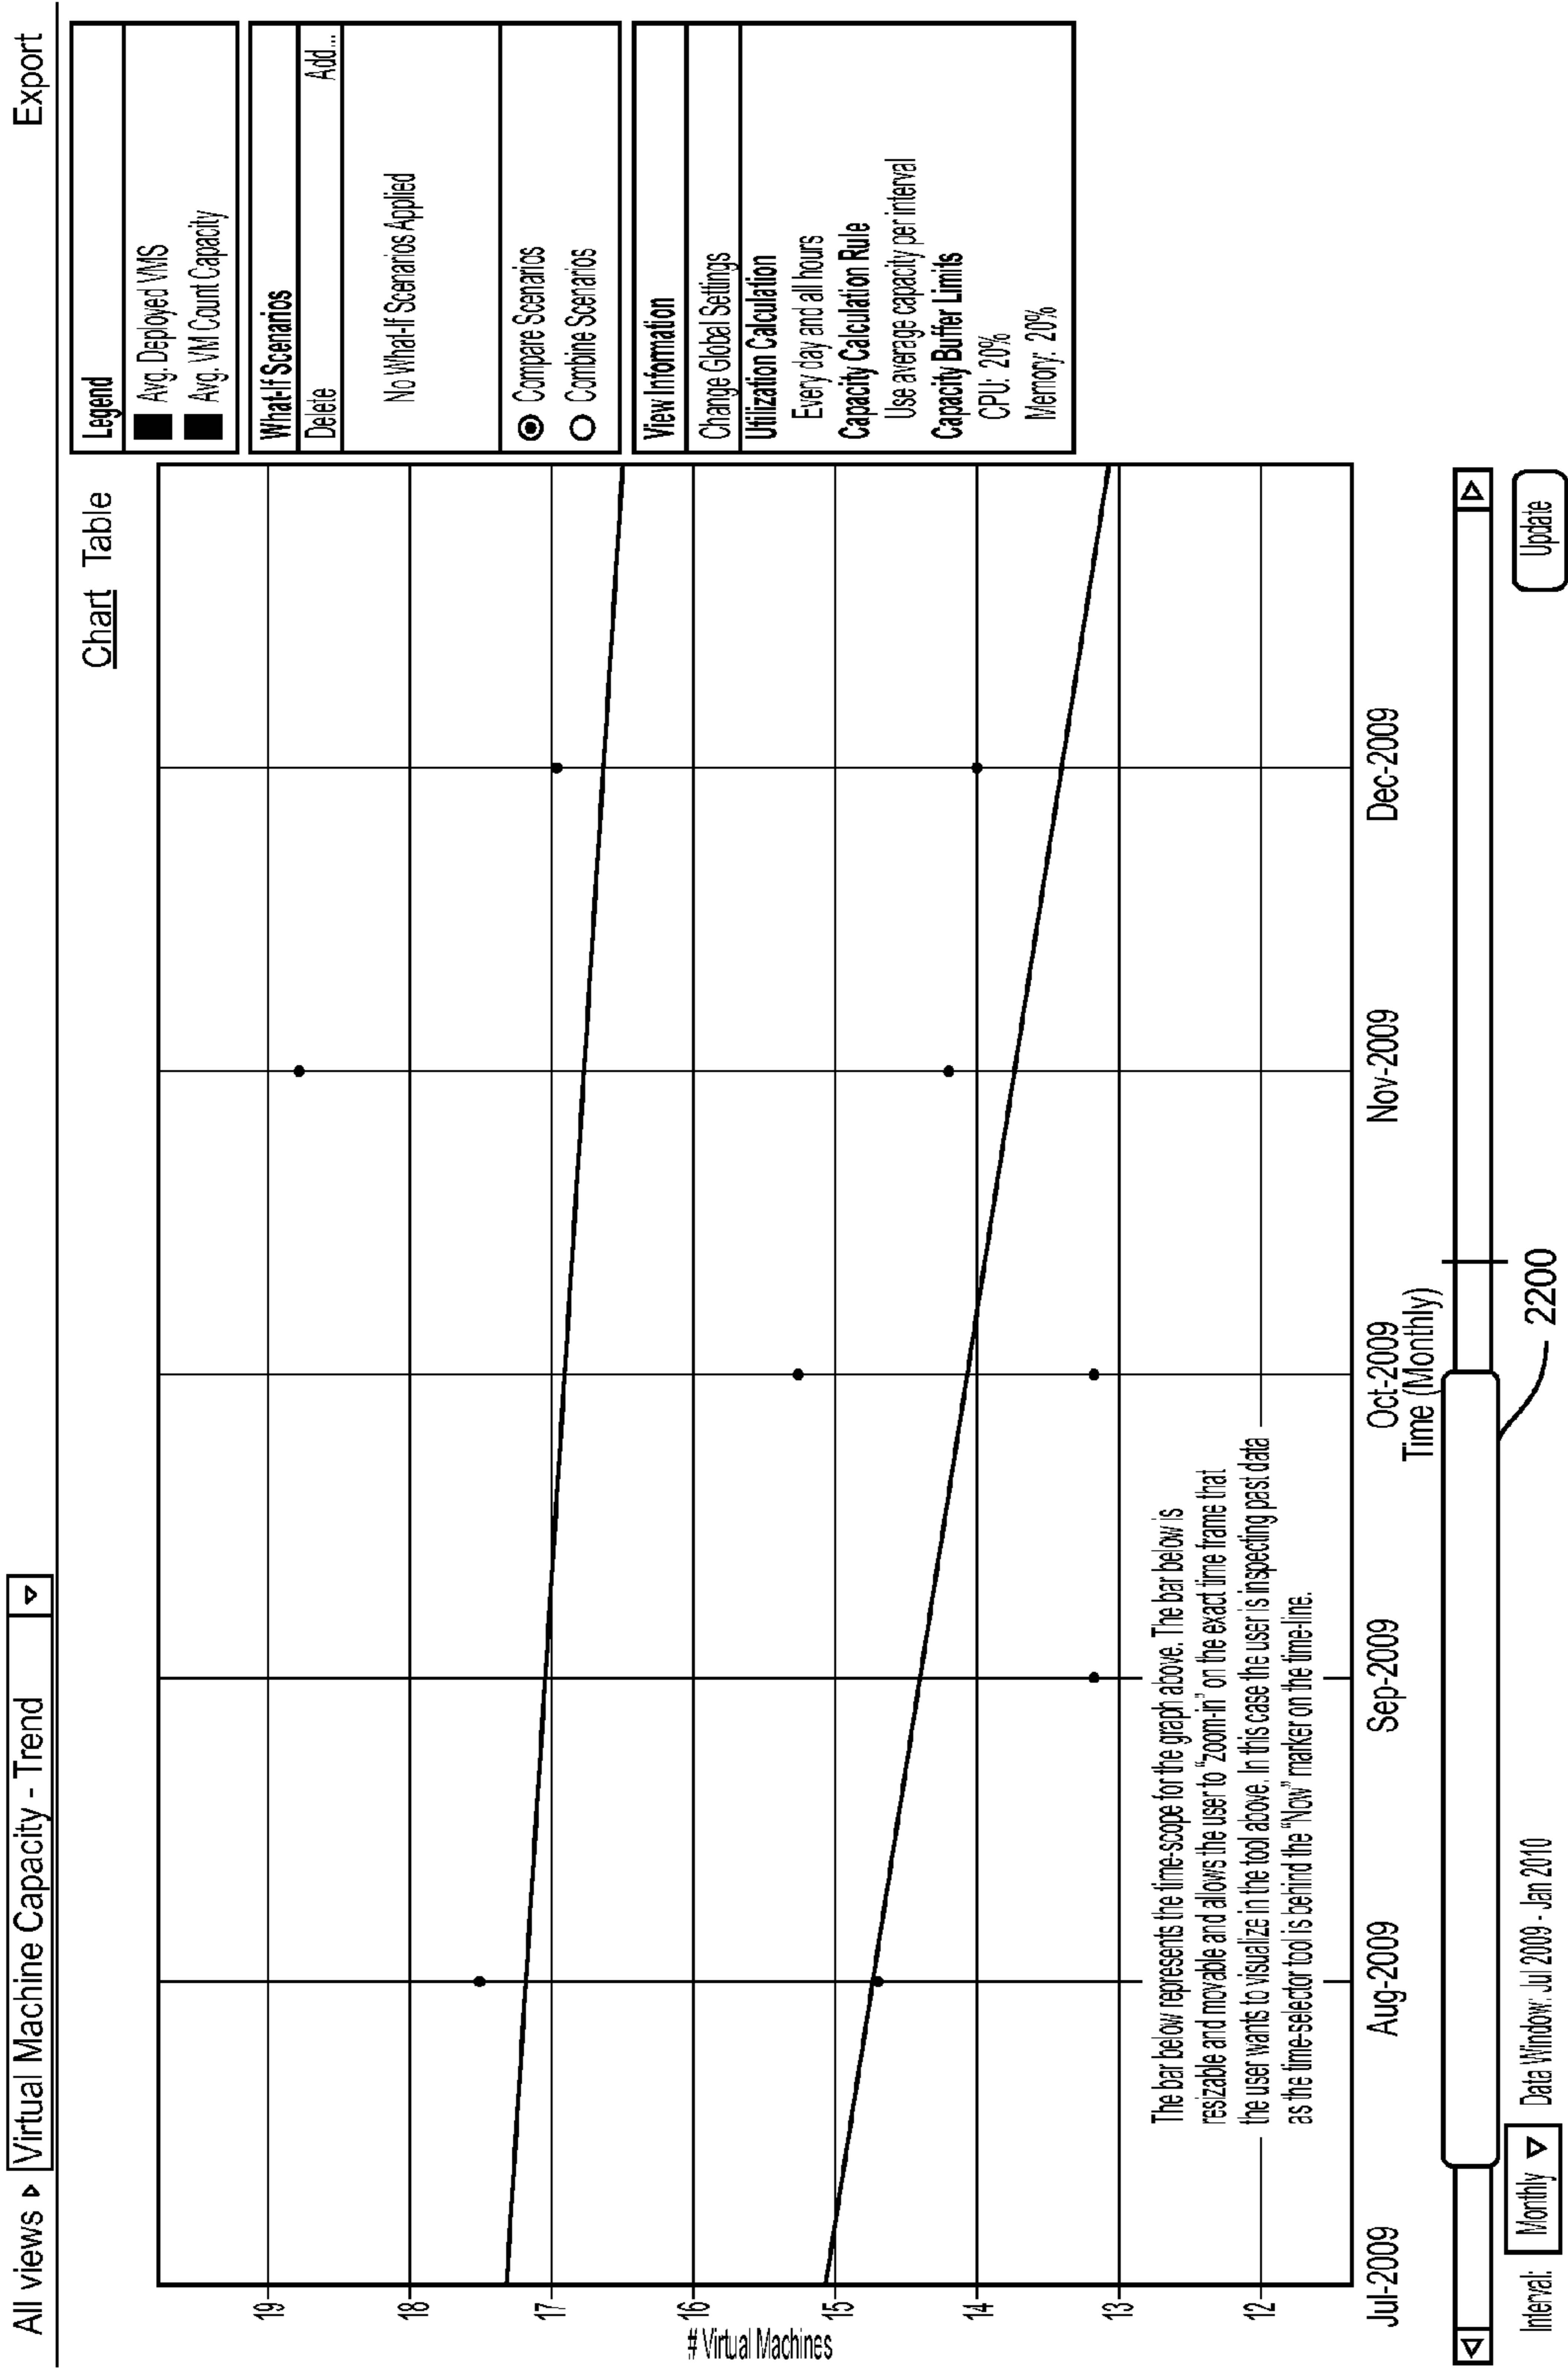 All views ▹ Virtual Machine Capacity - Trend
Export
Chart Table
# Virtual Machines
19
18
17
16
15
14
13
12
The bar below represents the time-scope for the graph above. The bar below is
resizable and movable and allows the user to “zoom-in” on the exact time frame that
the user wants to visualize in the tool above. In this case the user is inspecting past data
as the time-selector tool is behind the “Now” marker on the time-line.
Jul-2009
Aug-2009
Sep-2009
Oct-2009
Nov-2009
Dec-2009
Time (Monthly)
2200
Interval: Monthly
Data Window: Jul 2009 - Jan 2010
Update
Legend
Avg. Deployed VMS
Avg. VM Count Capacity
What-If Scenarios
Delete Add...
No What-If Scenarios Applied
Compare Scenarios
Combine Scenarios
View Information
Change Global Settings
Utilization Calculation
Every day and all hours
Capacity Calculation Rule
Use average capacity per interval
Capacity Buffer Limits
CPU: 20%
Memory: 20%